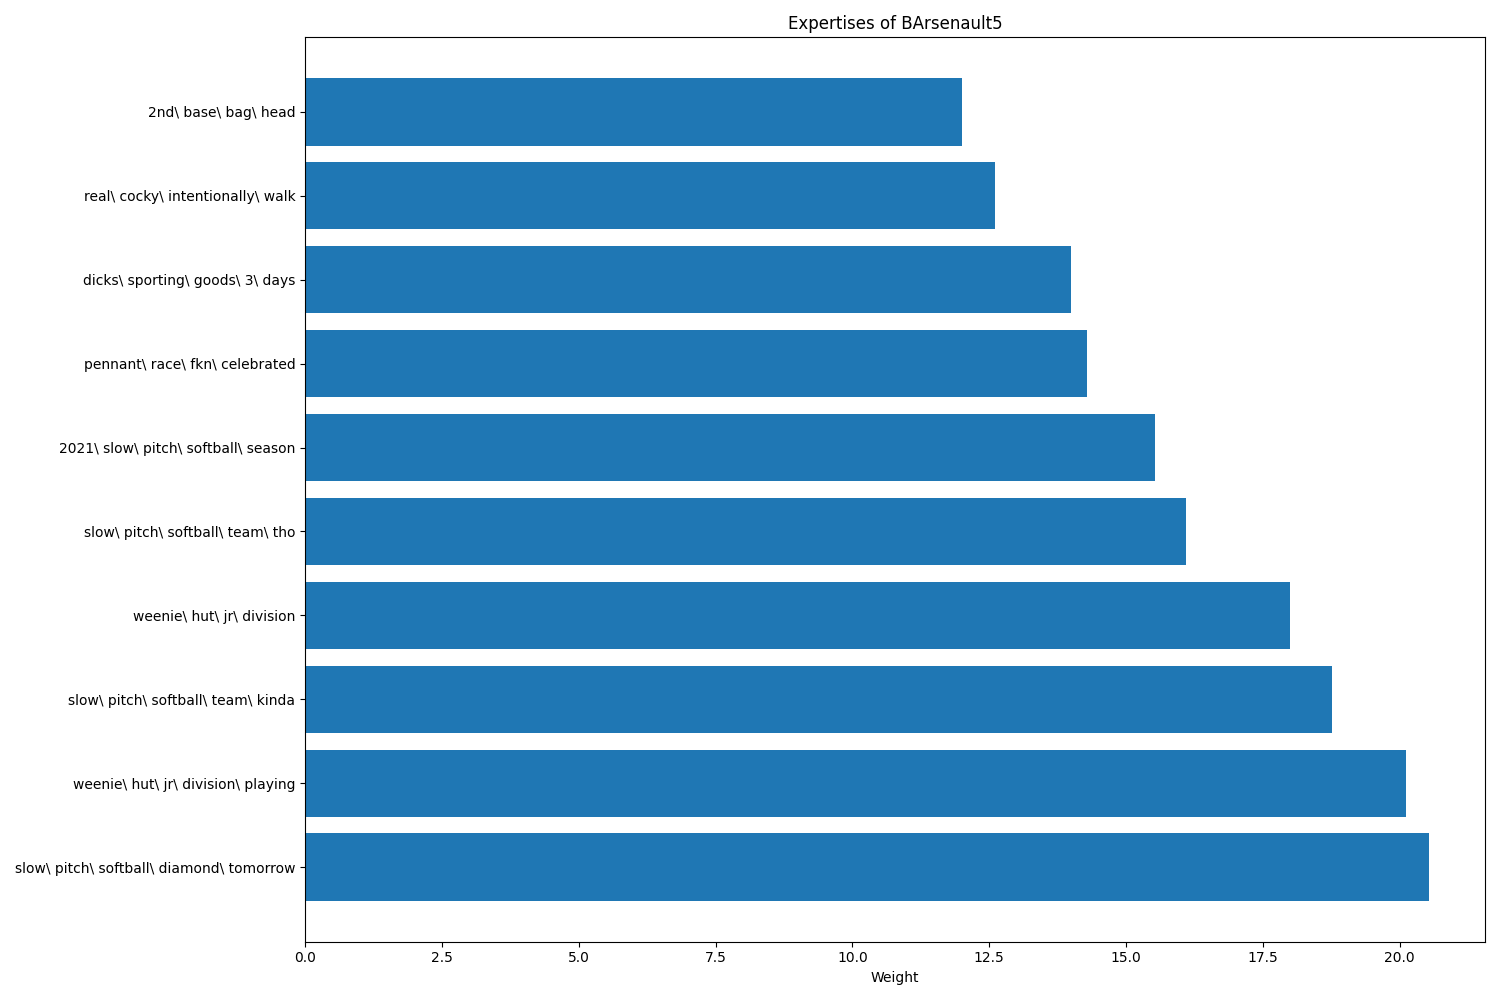 Expertises of BArsenault5
2nd\ base\ bag\ head
real\ cocky\ intentionally\ walk
dicks\ sporting\ goods\ 3\ days
pennant\ race\ fkn\ celebrated
2021\ slow\ pitch\ softball\ season
slow\ pitch\ softball\ team\ tho
weenie\ hut\ jr\ division
slow\ pitch\ softball\ team\ kinda
weenie\ hut\ jr\ division\ playing
slow\ pitch\ softball\ diamond\ tomorrow
0.0 2.5 5.0 7.5 10.0 12.5 15.0 17.5 20.0
Weight